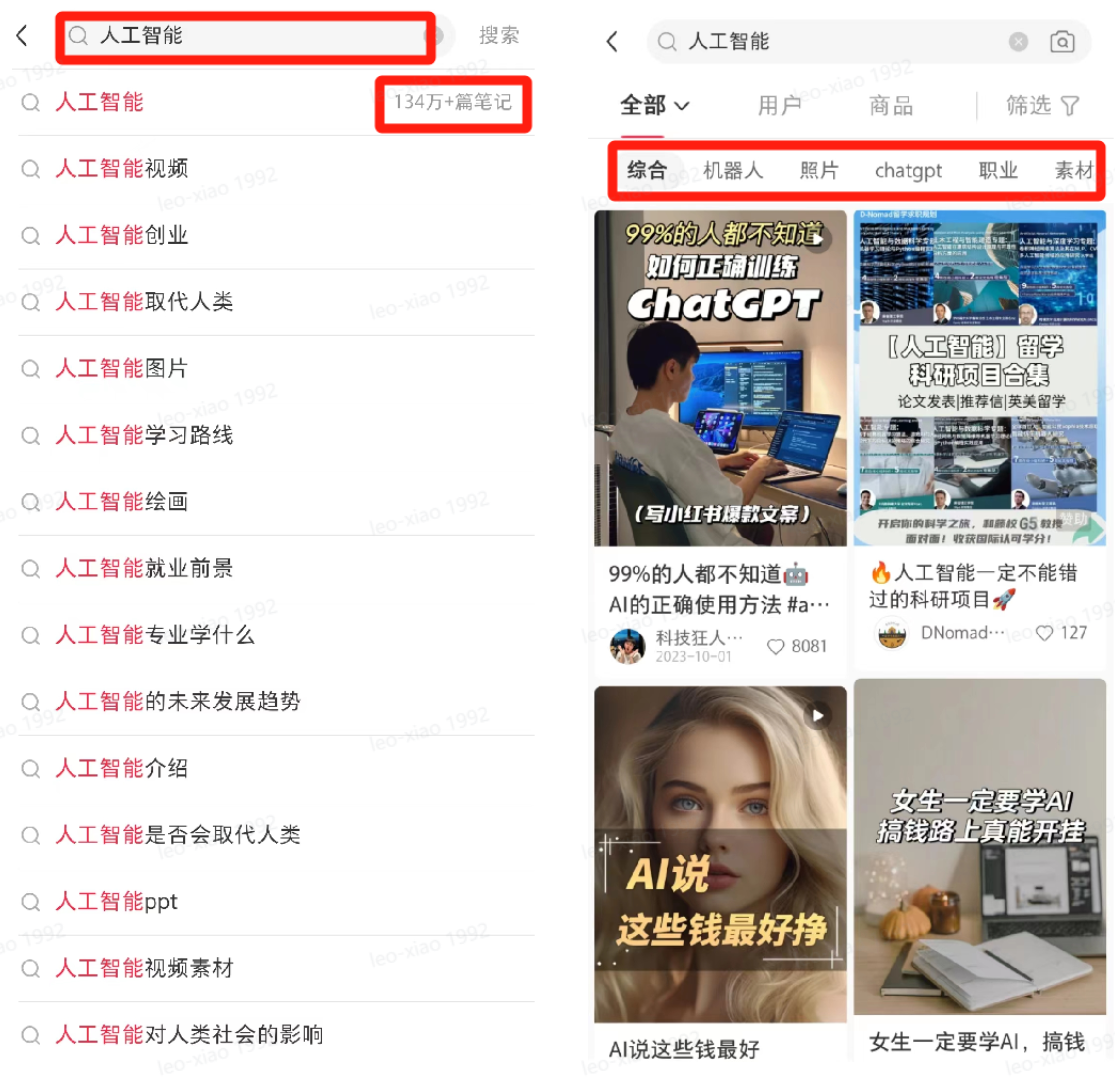 人工智能
搜索
人工智能
134万+篇笔记
人工智能视频
人工智能创业
人工智能取代人类
人工智能图片
人工智能学习路线
人工智能绘画
人工智能就业前景
人工智能专业学什么
人工智能的未来发展趋势
人工智能介绍
人工智能是否会取代人类
人工智能ppt
人工智能视频素材
人工智能对人类社会的影响
人工智能
全部
用户
商品
筛选
综合
机器人
照片
chatgpt
职业
素材
99%的人都不知道
如何正确训练
ChatGPT
(写小红书爆款文案)
99%的人都不知道🤖
AI的正确使用方法 #a…
科技狂人…
2023-10-01
8081
D-Nomad留学求职规划
【人工智能】留学
科研项目合集
论文发表|推荐信|英美留学
开启你的科学之旅，和藤校G5教授
面对面！收获国际认可学分！
赞助
🔥人工智能一定不能错
过的科研项目🚀
DNomad…
127
AI说
这些钱最好挣
AI说这些钱最好
女生一定要学AI
搞钱路上真能开挂
女生一定要学AI，搞钱
leo-xiao 1992